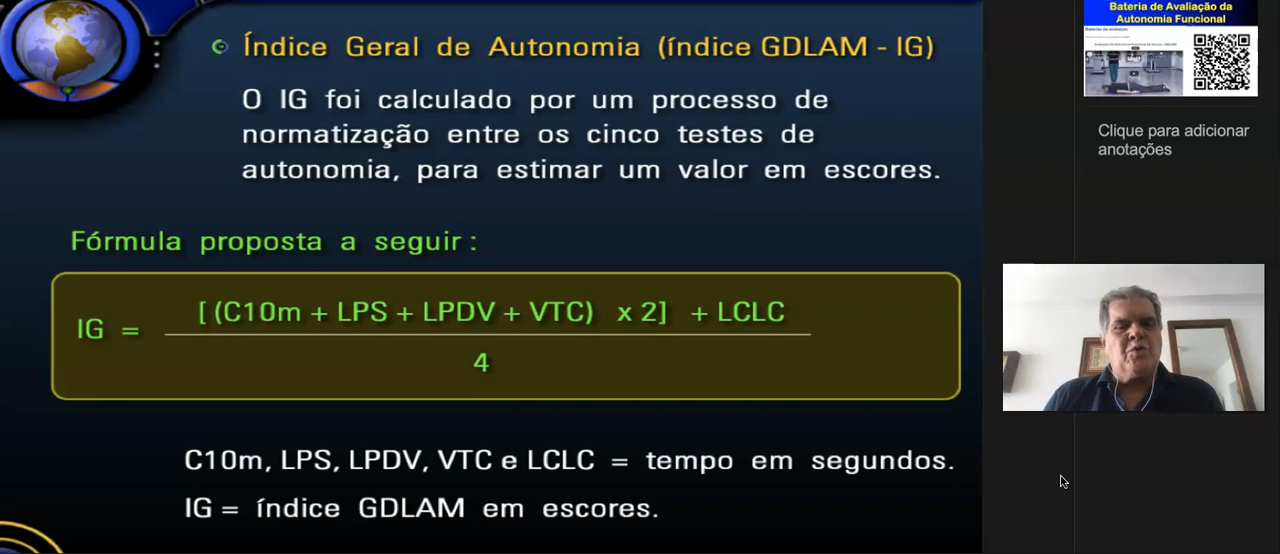 Índice Geral de Autonomia (índice GDLAM - IG)
O IG foi calculado por um processo de
normatização entre os cinco testes de
autonomia, para estimar um valor em escores.
Fórmula proposta a seguir :
IG = [ (C10m + LPS + LPDV + VTC) x 2] + LCLC
4
C10m, LPS, LPDV, VTC e LCLC = tempo em segundos.
IG = índice GDLAM em escores.
Bateria de Avaliação da
Autonomia Funcional
Clique para adicionar
anotações